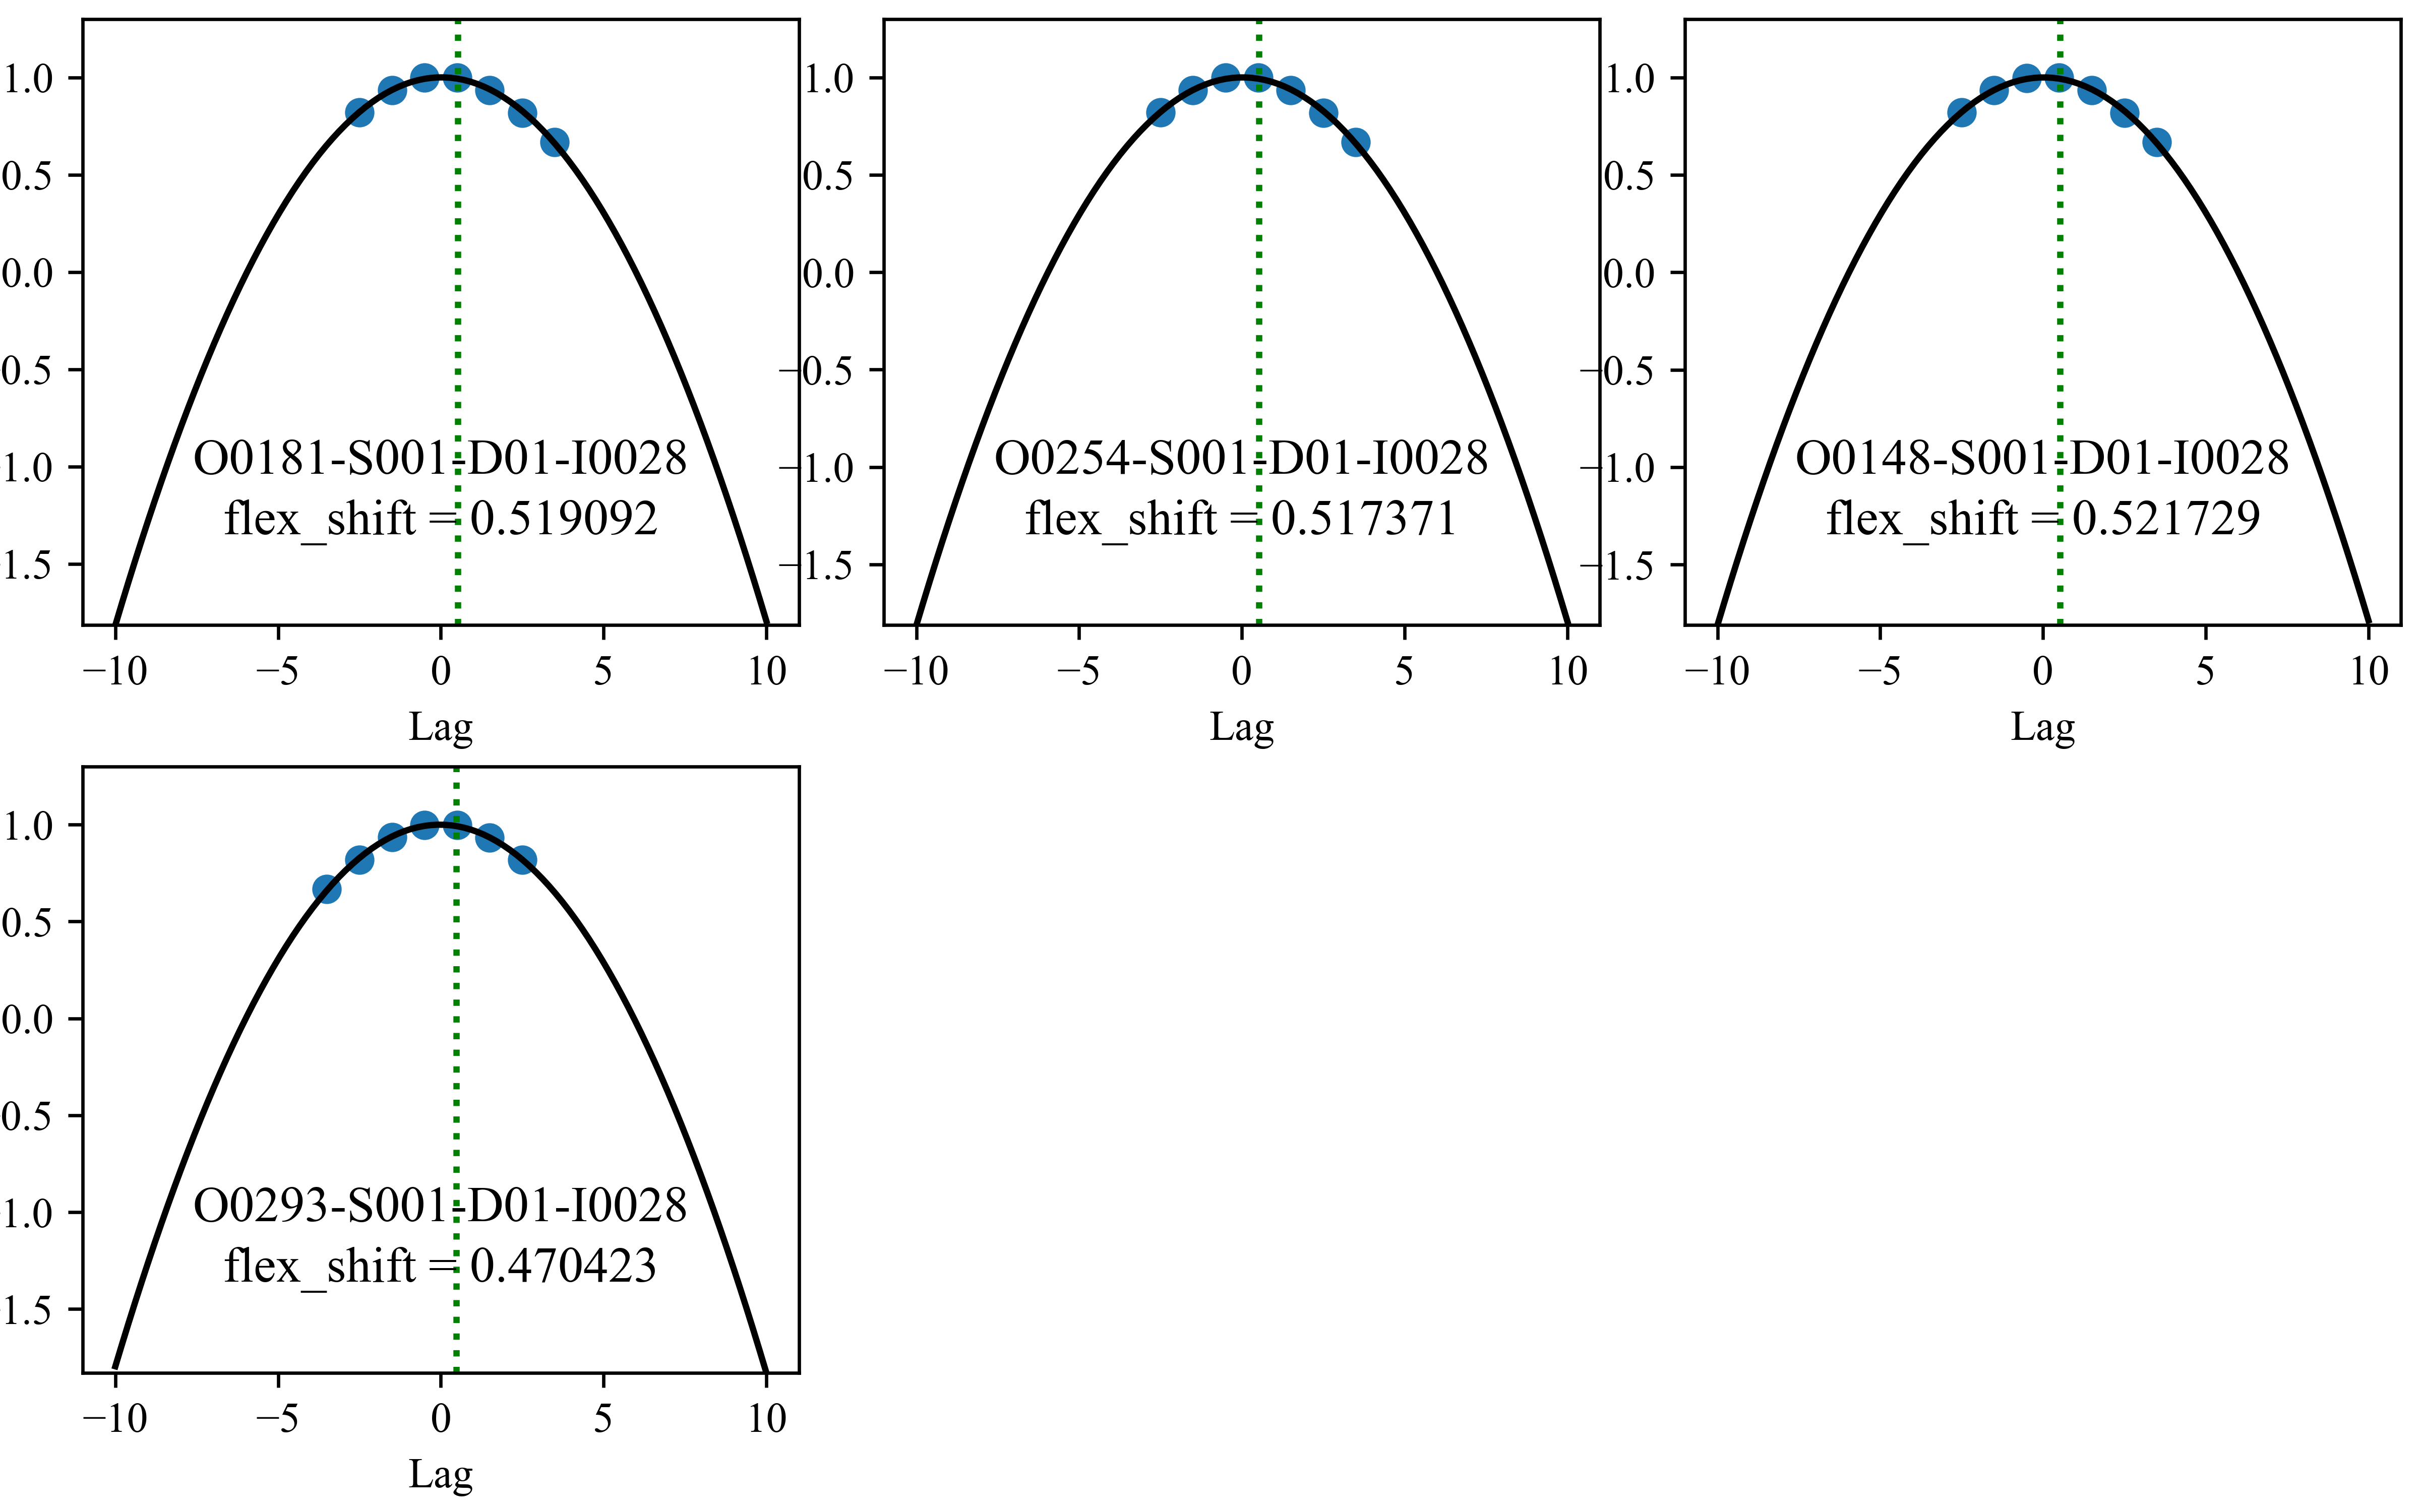 1.0
0.5
0.0
0.5
1.0
1.5
O0181-S001-D01-I0028
flex_shift = 0.519092
−10 −5 0 5 10
Lag
1.0
0.5
0.0
−0.5
−1.0
−1.5
O0254-S001-D01-I0028
flex_shift = 0.517371
−10 −5 0 5 10
Lag
1.0
0.5
0.0
−0.5
−1.0
−1.5
O0148-S001-D01-I0028
flex_shift = 0.521729
−10 −5 0 5 10
Lag
1.0
0.5
0.0
0.5
1.0
1.5
O0293-S001-D01-I0028
flex_shift = 0.470423
−10 −5 0 5 10
Lag